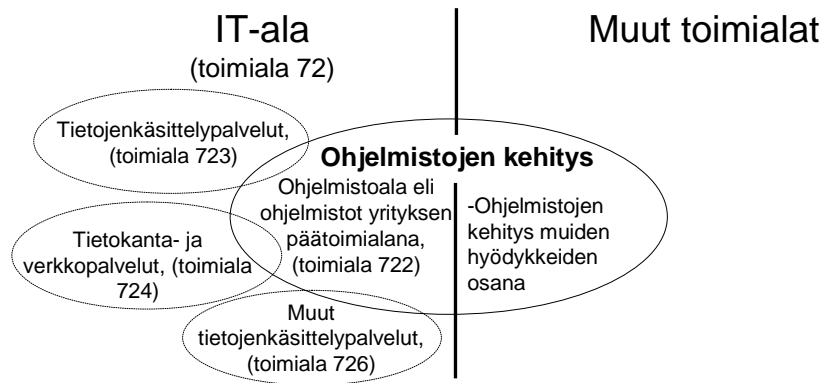 IT-ala
(toimiala 72)
Muut toimialat
Tietojenkäsittelypalvelut,
(toimiala 723)
Ohjelmistojen kehitys
Ohjelmistoala eli
ohjelmistot yrityksen
päätoimialana,
(toimiala 722)
-Ohjelmistojen
kehitys muiden
hyödykkeiden
osana
Tietokanta- ja
verkkopalvelut, (toimiala
724)
Muut
tietojenkäsittelypalvelut,
(toimiala 726)